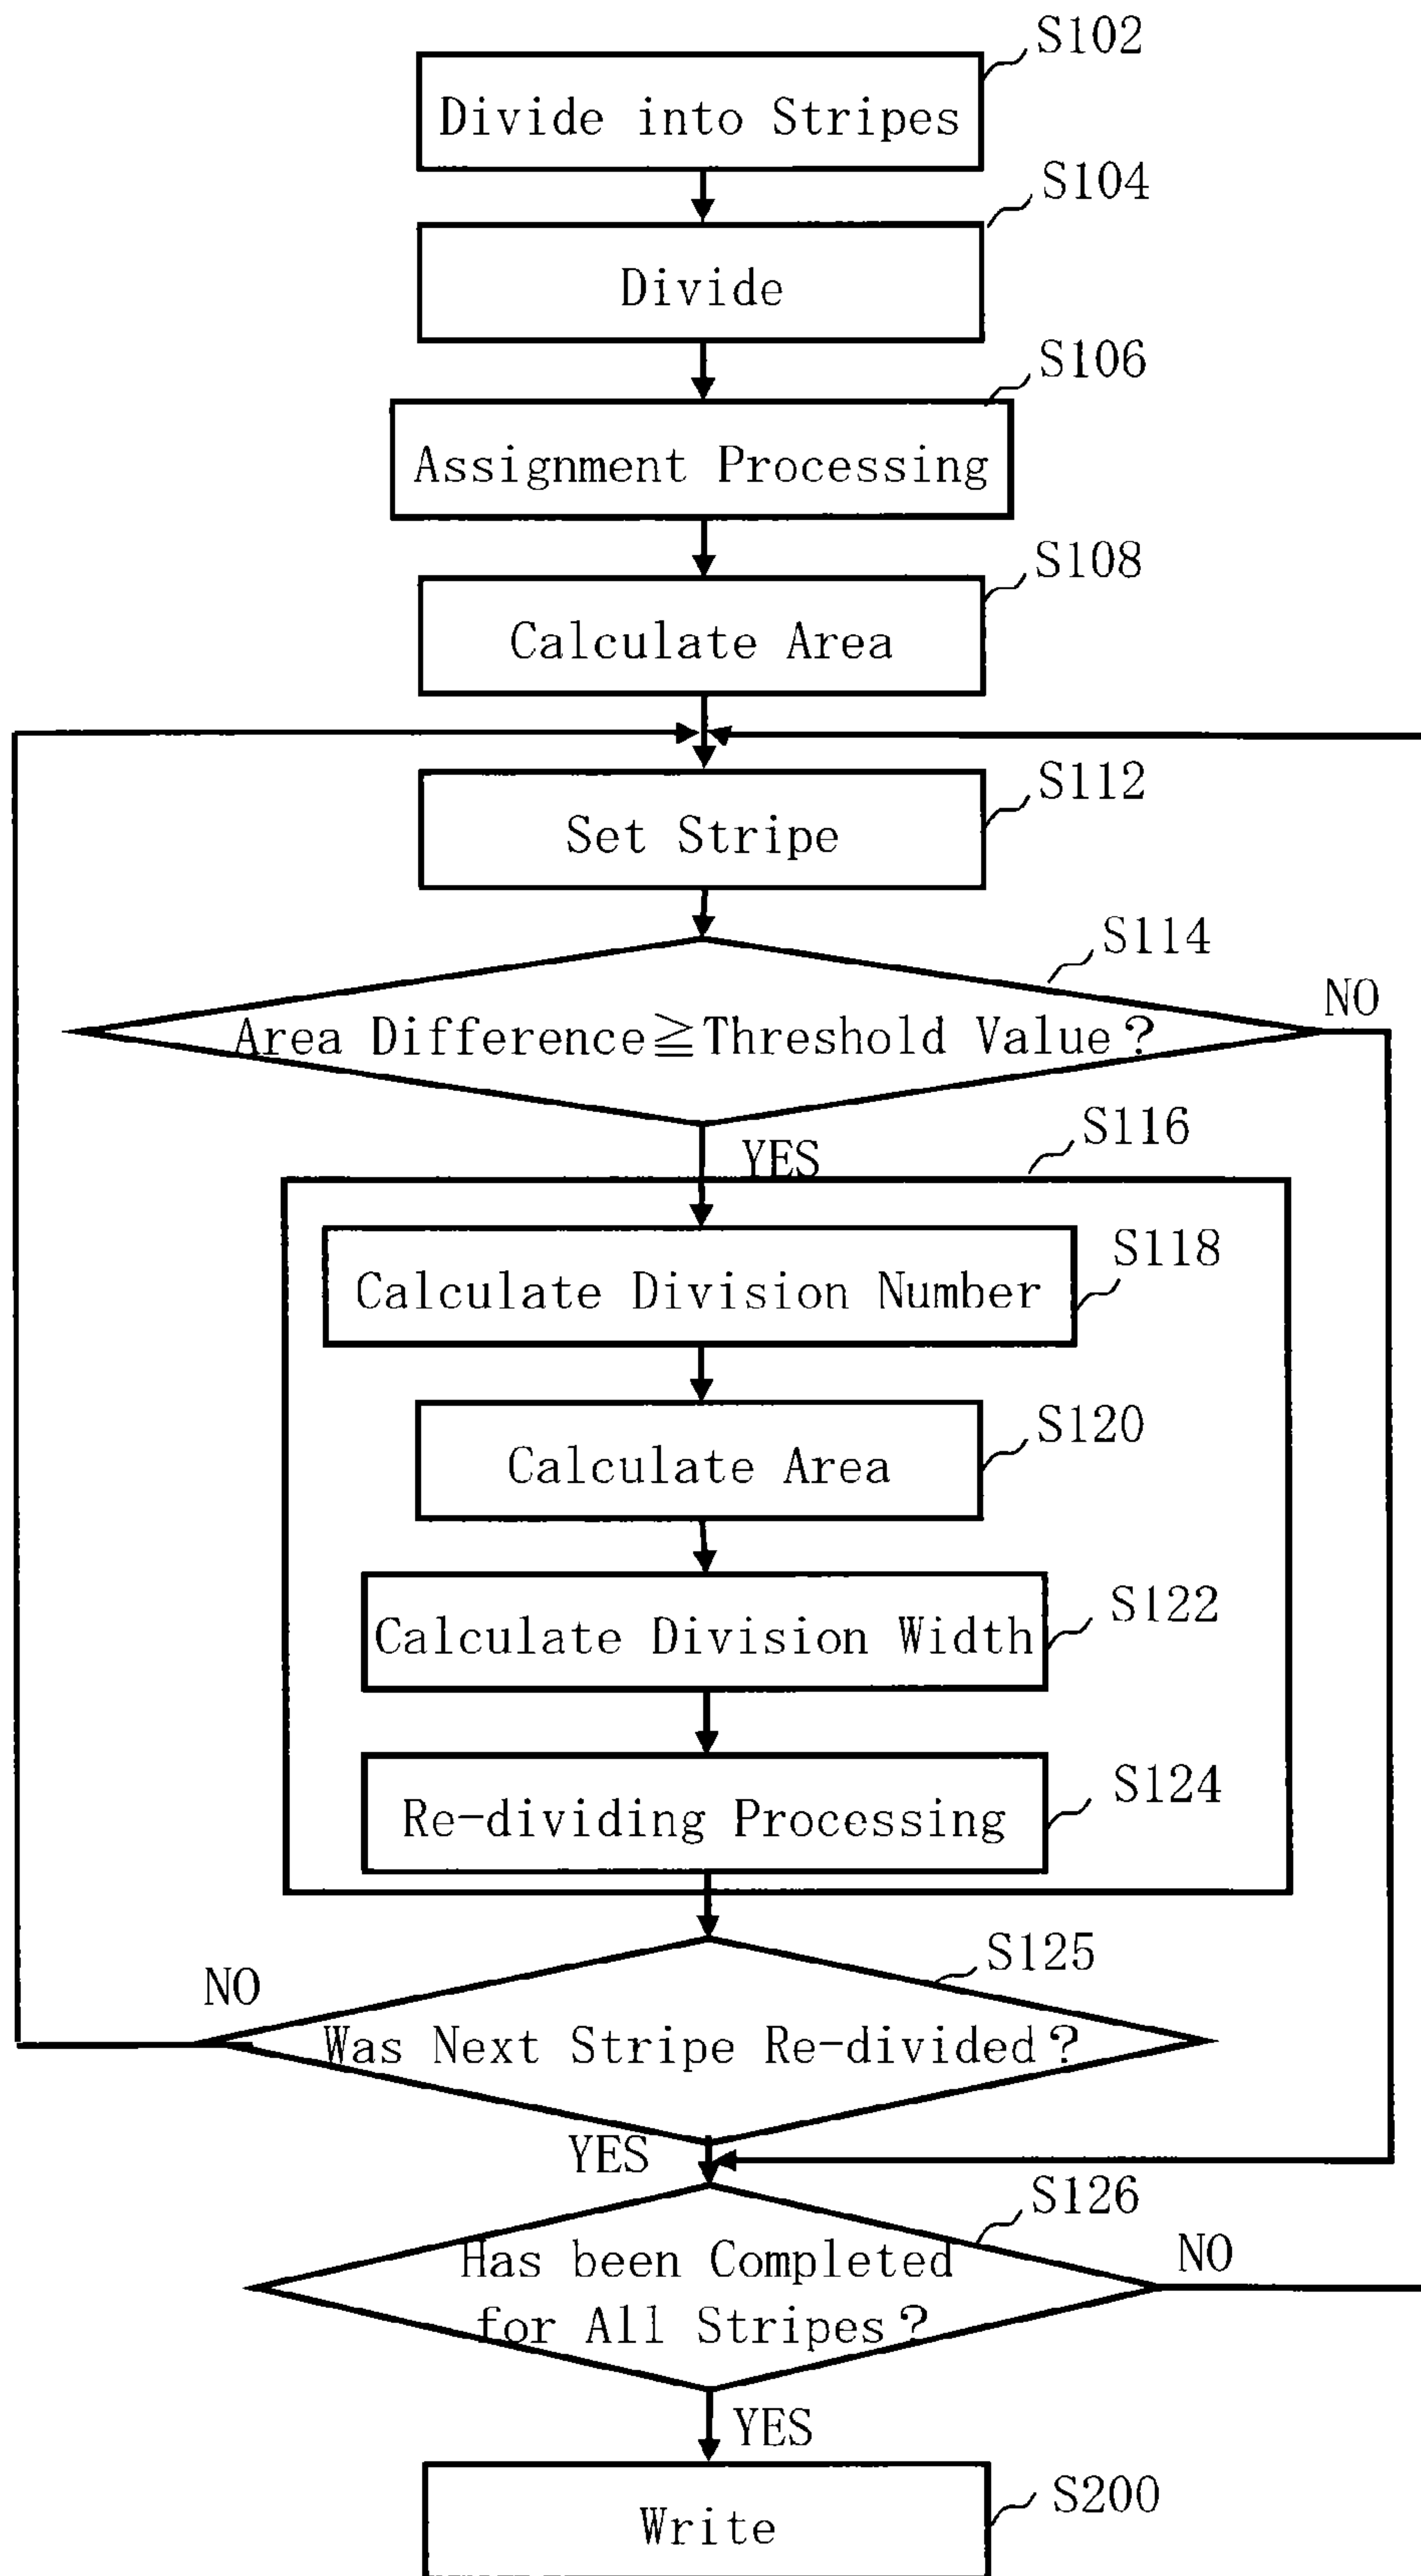 S102
Divide into Stripes
S104
Divide
S106
Assignment Processing
S108
Calculate Area
S112
Set Stripe
S114
NO
Area Difference≧Threshold Value?
YES
S116
S118
Calculate Division Number
S120
Calculate Area
S122
Calculate Division Width
S124
Re-dividing Processing
S125
NO
Was Next Stripe Re-divided?
YES
S126
NO
Has been Completed
for All Stripes?
YES
S200
Write